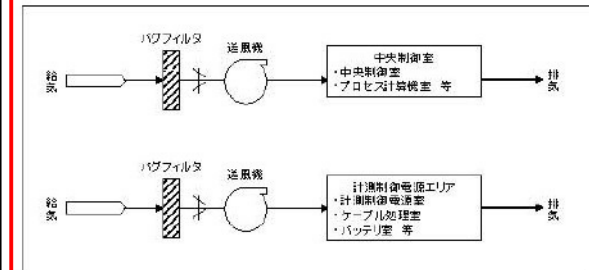 バグフィルタ
送風機
給気
中央制御室
・中央制御室
・プロセス計算機室 等
排気
バグフィルタ
送風機
給気
計測制御電源エリア
・計測制御電源室
・ケーブル処理室
・バッテリ室 等
排気